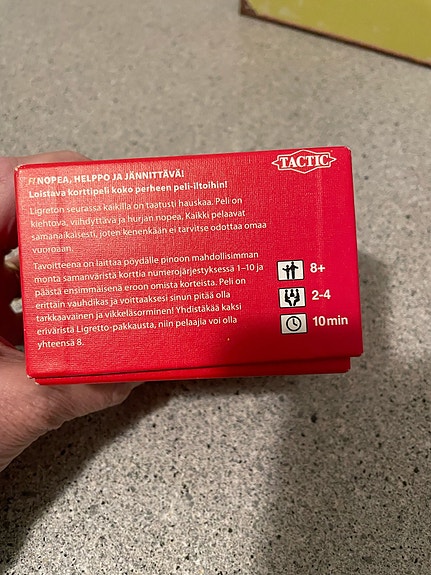 TACTIC
FI NOPEA, HELPPO JA JÄNNITTÄVÄ!
Loistava korttipeli koko perheen peli-iltoihin!
Ligreton seurassa kaikilla on taatusti hauskaa. Peli on
kiehtova, viihdyttävä ja hurjan nopea. Kaikki pelaavat
samanaikaisesti, joten kenenkään ei tarvitse odottaa omaa
vuoroaan.
Tavoitteena on laittaa pöydälle pinoon mahdollisimman
monta samanväristä korttia numerojärjestyksessä 1–10 ja
päästä ensimmäisenä eroon omista korteista. Peli on
erittäin vauhdikas ja voittaaksesi sinun pitää olla
tarkkaavainen ja vikkeläsorminen! Yhdistäkää kaksi
eriväristä Ligretto-pakkausta, niin pelaajia voi olla
yhteensä 8.
8+
2-4
10 min